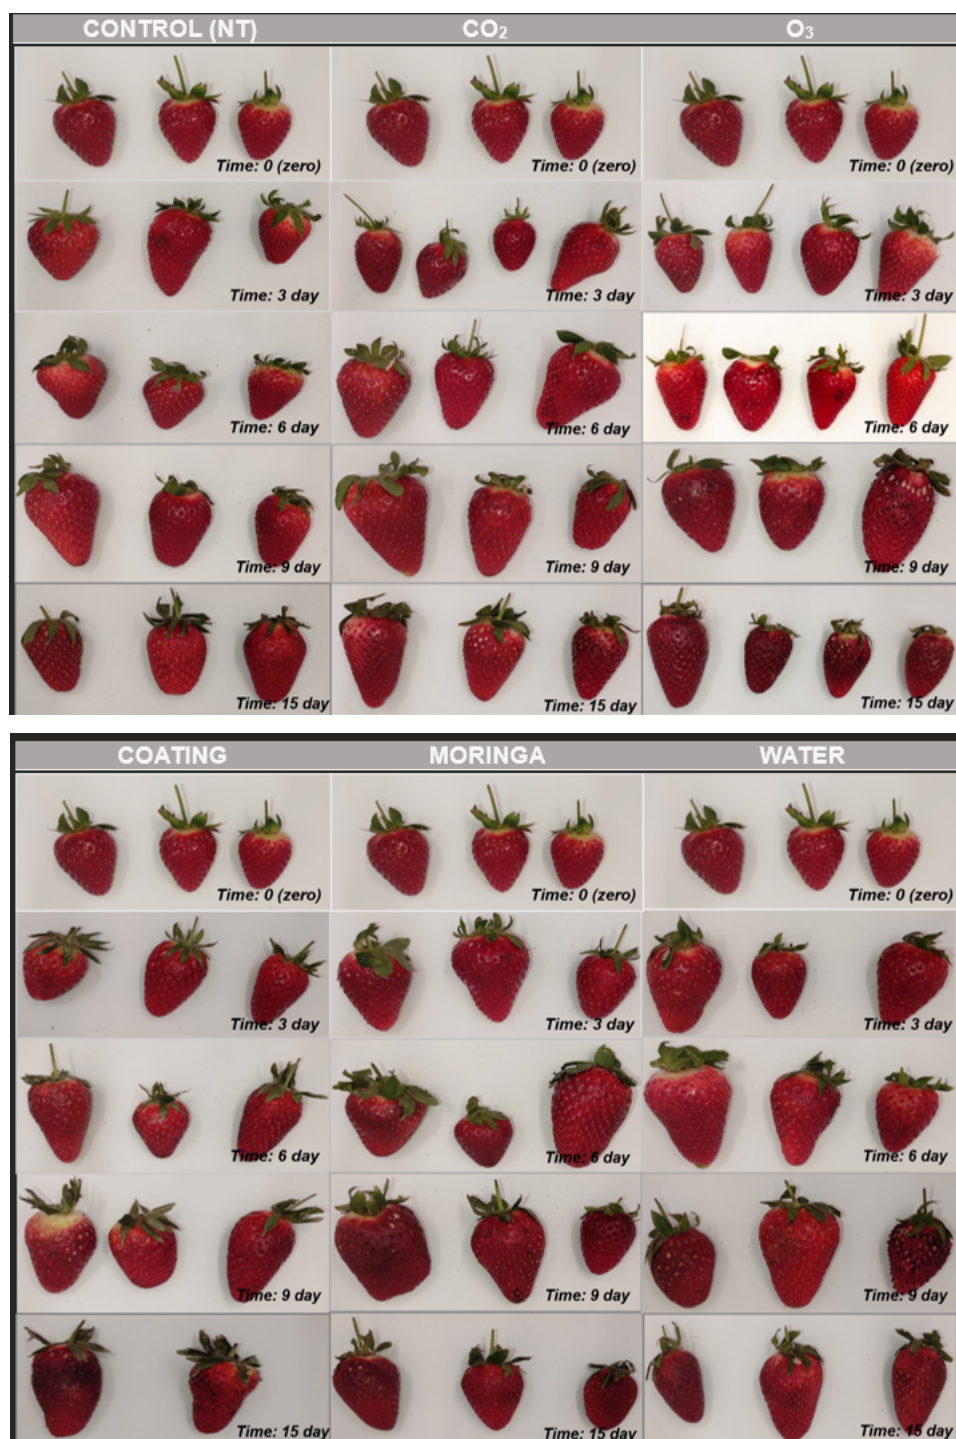 CONTROL (NT) CO₂ O₃
Time: 0 (zero) Time: 0 (zero) Time: 0 (zero)
Time: 3 day Time: 3 day Time: 3 day
Time: 6 day Time: 6 day Time: 6 day
Time: 9 day Time: 9 day Time: 9 day
Time: 15 day Time: 15 day Time: 15 day
COATING MORINGA WATER
Time: 0 (zero) Time: 0 (zero) Time: 0 (zero)
Time: 3 day Time: 3 day Time: 3 day
Time: 6 day Time: 6 day Time: 6 day
Time: 9 day Time: 9 day Time: 9 day
Time: 15 day Time: 15 day Time: 15 day